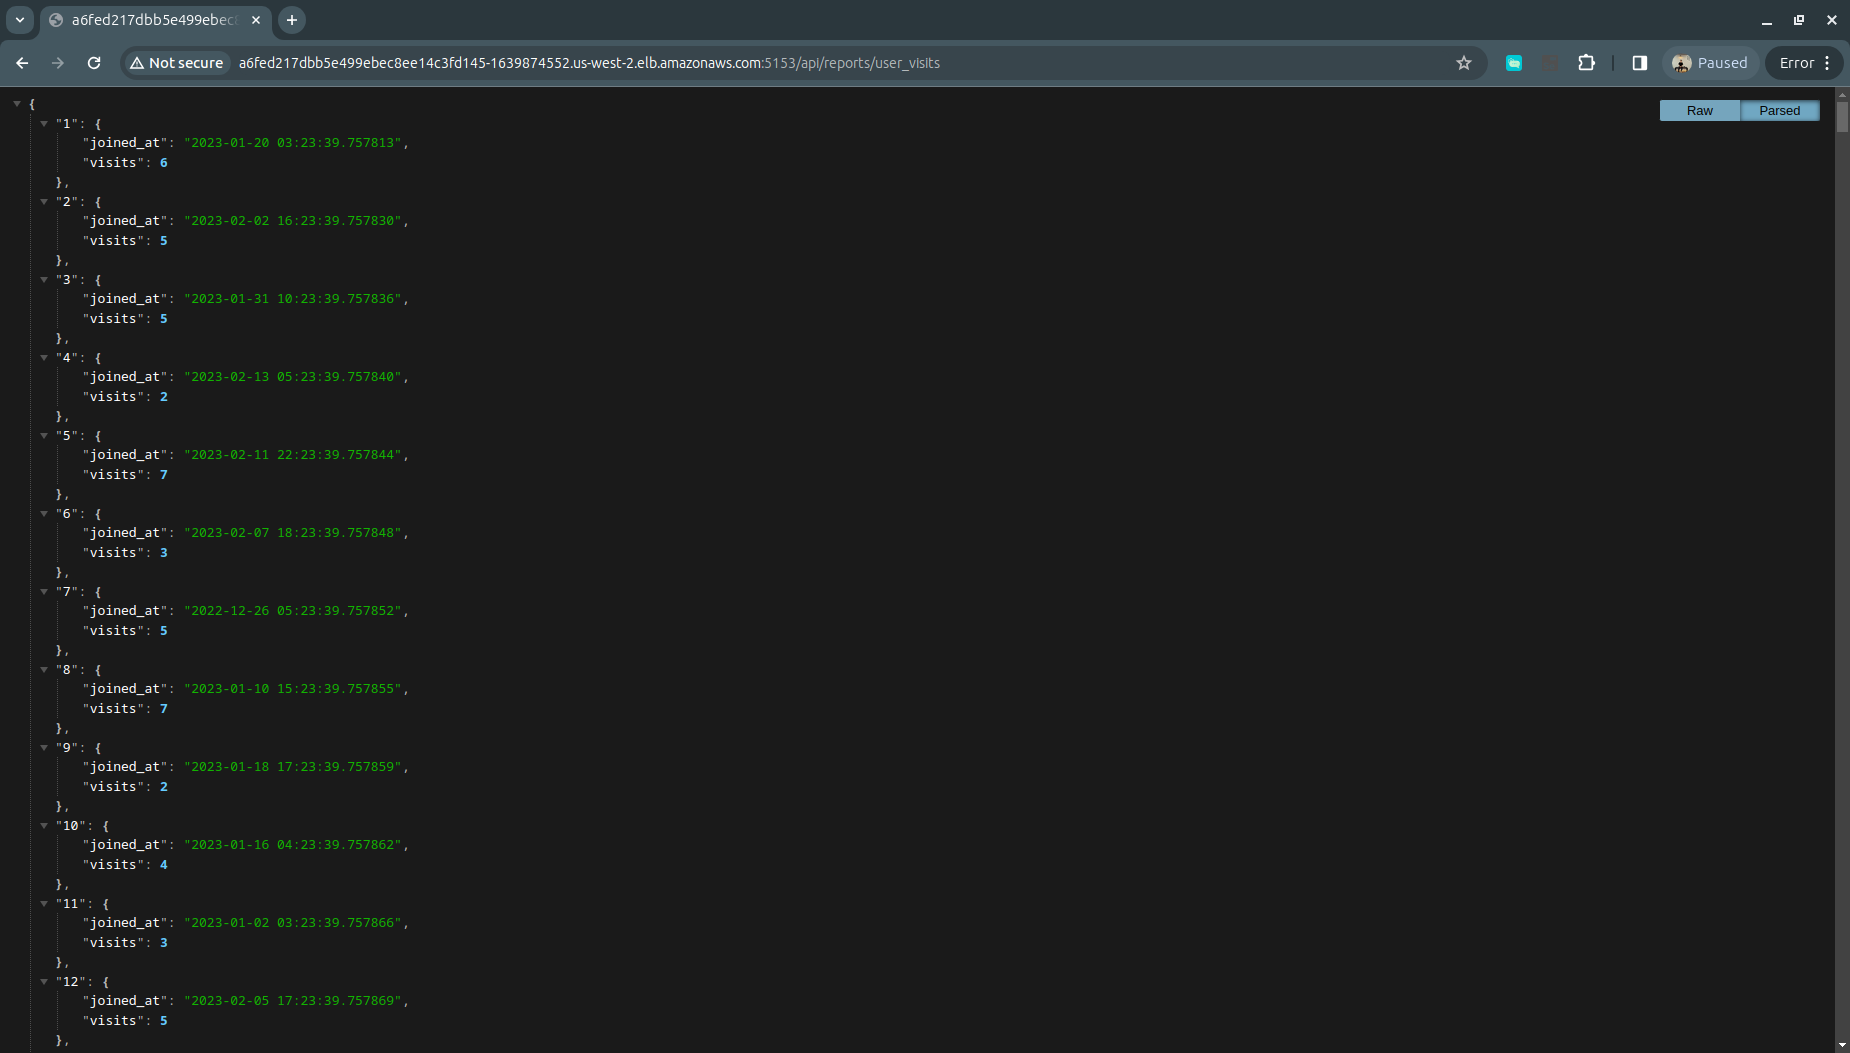 a6fed217dbb5e499ebec8
Not secure a6fed217dbb5e499ebec8ee14c3fd145-1639874552.us-west-2.elb.amazonaws.com:5153/api/reports/user_visits Paused Error
Raw Parsed
{
"1": {
"joined_at": "2023-01-20 03:23:39.757813",
"visits": 6
},
"2": {
"joined_at": "2023-02-02 16:23:39.757830",
"visits": 5
},
"3": {
"joined_at": "2023-01-31 10:23:39.757836",
"visits": 5
},
"4": {
"joined_at": "2023-02-13 05:23:39.757840",
"visits": 2
},
"5": {
"joined_at": "2023-02-11 22:23:39.757844",
"visits": 7
},
"6": {
"joined_at": "2023-02-07 18:23:39.757848",
"visits": 3
},
"7": {
"joined_at": "2022-12-26 05:23:39.757852",
"visits": 5
},
"8": {
"joined_at": "2023-01-10 15:23:39.757855",
"visits": 7
},
"9": {
"joined_at": "2023-01-18 17:23:39.757859",
"visits": 2
},
"10": {
"joined_at": "2023-01-16 04:23:39.757862",
"visits": 4
},
"11": {
"joined_at": "2023-01-02 03:23:39.757866",
"visits": 3
},
"12": {
"joined_at": "2023-02-05 17:23:39.757869",
"visits": 5
},